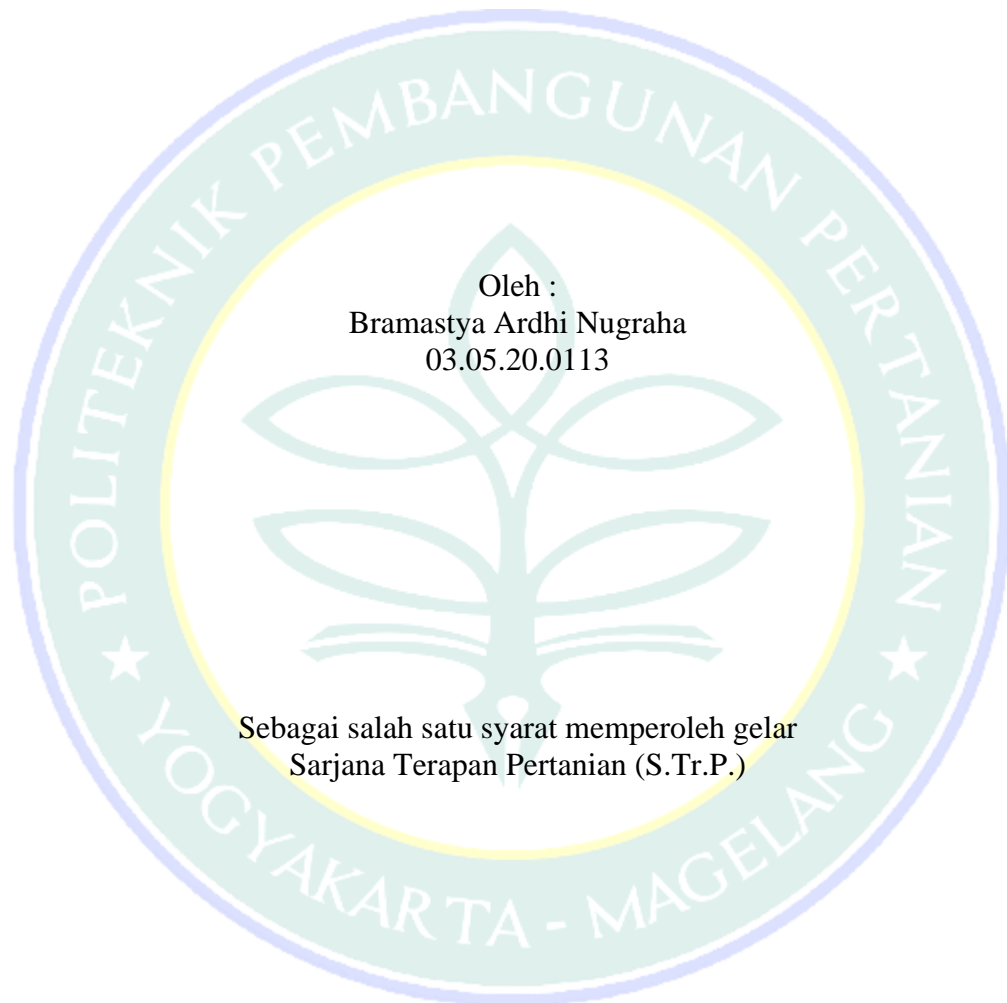 POLITEKNIK PEMBANGUNAN PERTANIAN
Oleh :
Bramastya Ardhi Nugraha
03.05.20.0113
Sebagai salah satu syarat memperoleh gelar
Sarjana Terapan Pertanian (S.Tr.P.)
YOGYAKARTA - MAGELANG